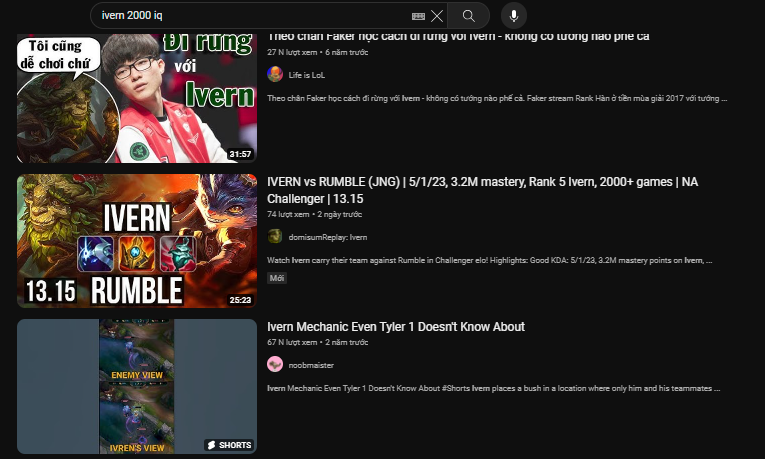 ivern 2000 iq
Theo chân Faker học cách đi rừng với Ivern - không có tướng nào phế cả
27 N lượt xem • 6 năm trước
Life is LoL
Theo chân Faker học cách đi rừng với Ivern - không có tướng nào phế cả. Faker stream Rank Hàn ở tiền mùa giải 2017 với tướng ...
Tôi cũng
dễ chơi chứ
Đi rừng
với
Ivern
31:57
IVERN vs RUMBLE (JNG) | 5/1/23, 3.2M mastery, Rank 5 Ivern, 2000+ games | NA
Challenger | 13.15
74 lượt xem • 2 ngày trước
domisumReplay: Ivern
Watch Ivern carry their team against Rumble in Challenger elo! Highlights: Good KDA: 5/1/23, 3.2M mastery points on Ivern, ...
Mới
IVERN
13.15 RUMBLE
25:23
Ivern Mechanic Even Tyler 1 Doesn't Know About
67 N lượt xem • 2 năm trước
noobmaister
Ivern Mechanic Even Tyler 1 Doesn't Know About #Shorts Ivern places a bush in a location where only him and his teammates ...
ENEMY VIEW
IVREN'S VIEW
SHORTS